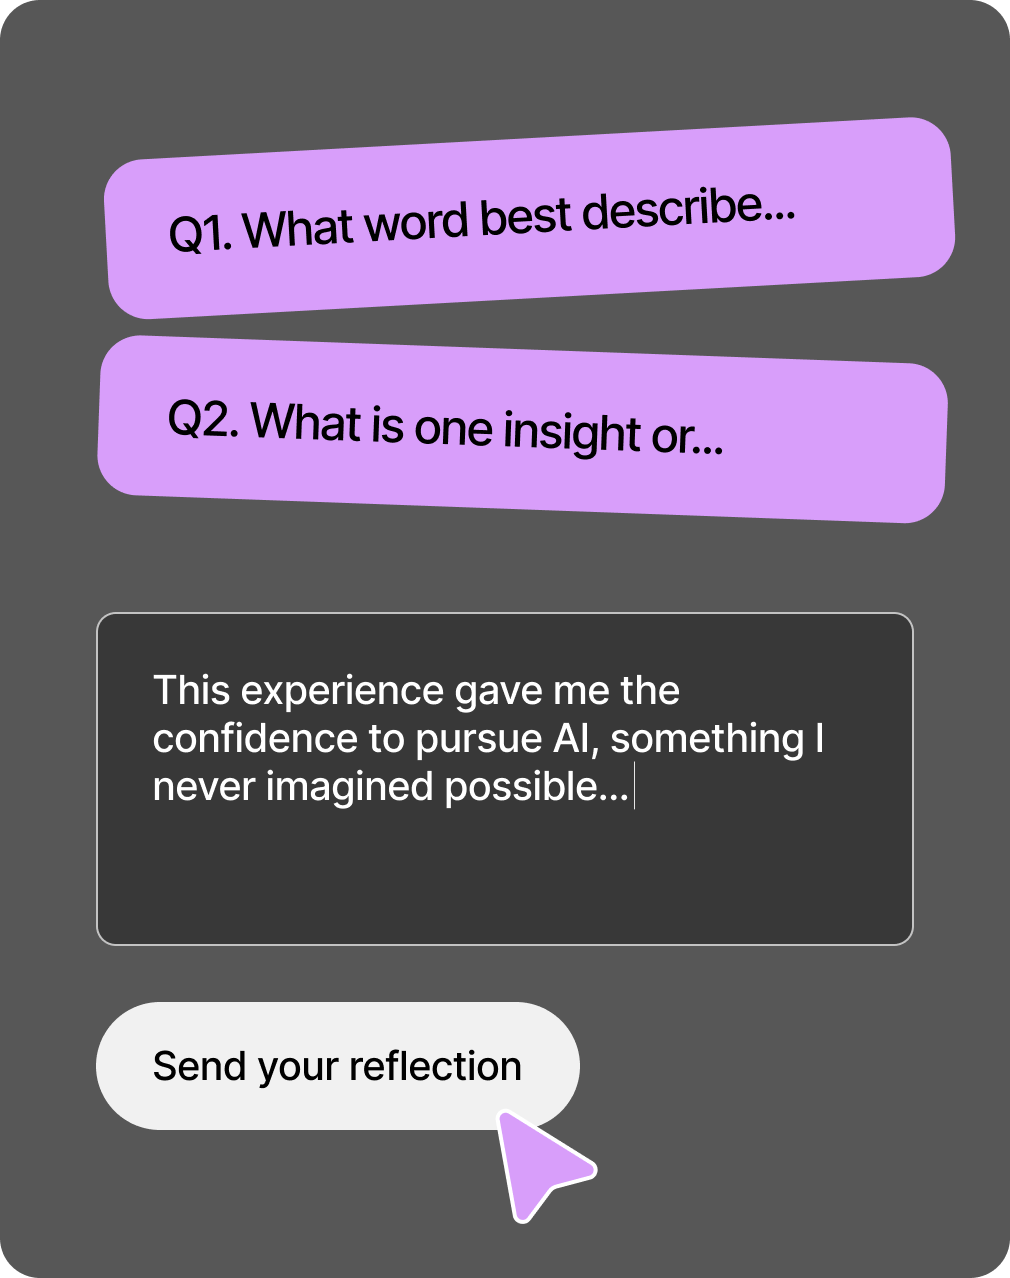 Q1. What word best describe...
Q2. What is one insight or...
This experience gave me the
confidence to pursue AI, something I
never imagined possible...
Send your reflection